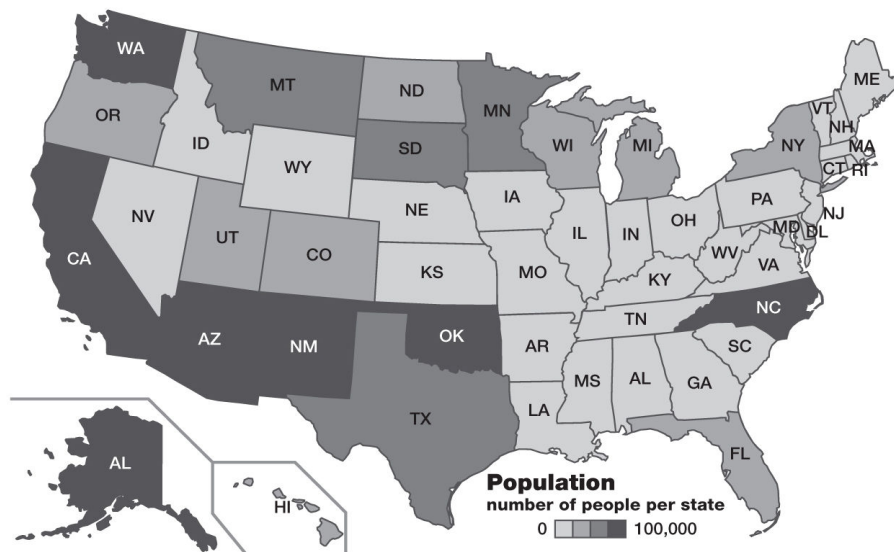 WA
MT
ND
MN
ME
VT
NH
OR
ID
SD
WI
MI
NY
MA
CT
RI
WY
NE
IA
PA
NJ
NV
UT
CO
IL
IN
OH
MD
DL
CA
KS
MO
WV
VA
KY
NC
AZ
NM
OK
AR
TN
SC
MS
AL
GA
TX
LA
FL
AL
HI
Population
number of people per state
0 100,000